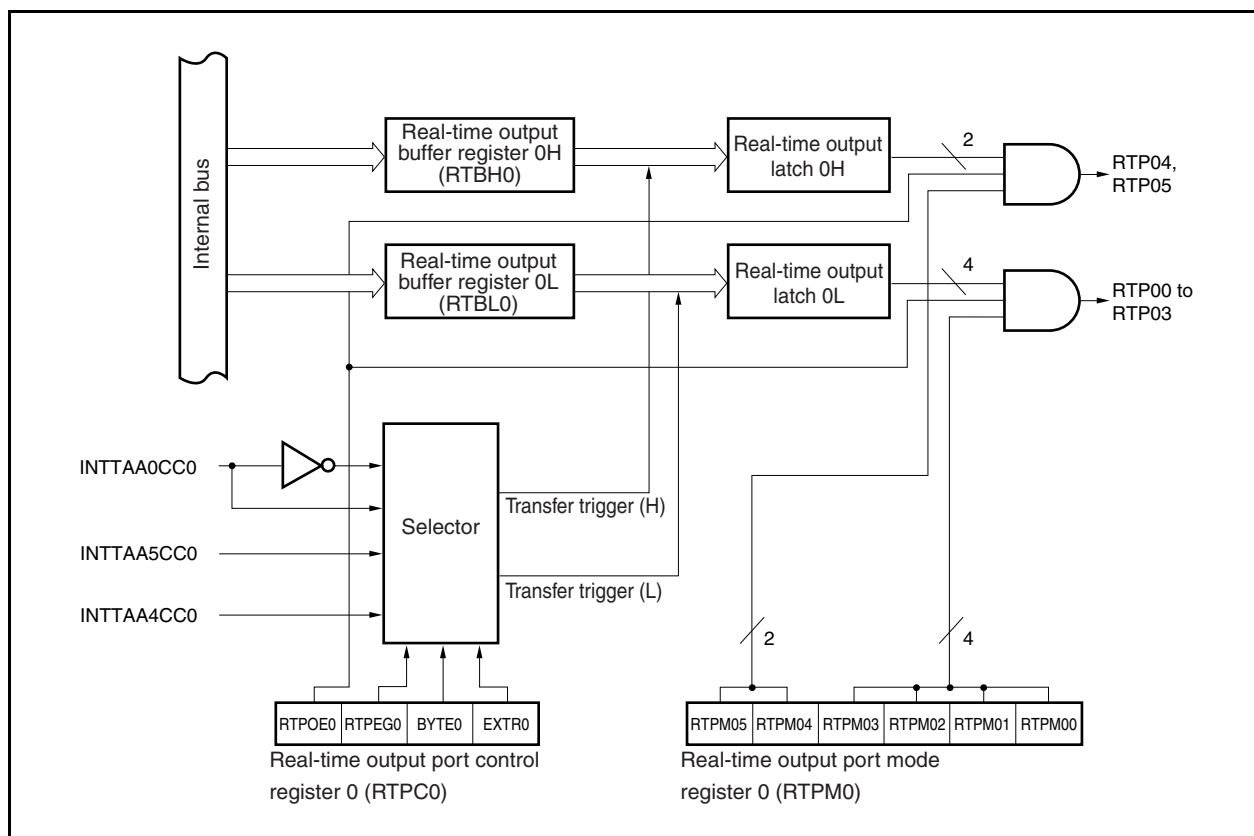 Internal bus
Real-time output
buffer register 0H
(RTBH0)
Real-time output
latch 0H
2
RTP04,
RTP05
Real-time output
buffer register 0L
(RTBL0)
Real-time output
latch 0L
4
RTP00 to
RTP03
INTTAA0CC0
INTTAA5CC0
INTTAA4CC0
Selector
Transfer trigger (H)
Transfer trigger (L)
2
4
RTPOE0 RTPEG0 BYTE0 EXTR0
Real-time output port control
register 0 (RTPC0)
RTPM05 RTPM04 RTPM03 RTPM02 RTPM01 RTPM00
Real-time output port mode
register 0 (RTPM0)